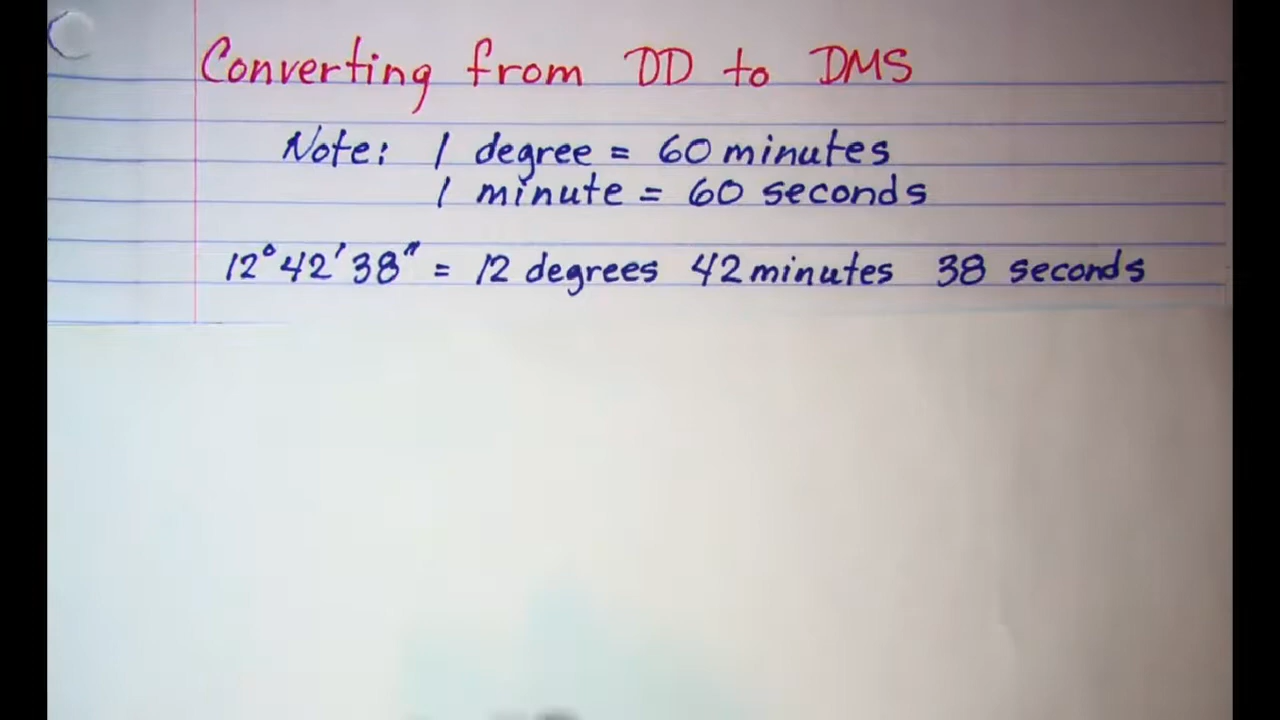 Converting from DD to DMS
Note: 1 degree = 60 minutes
1 minute = 60 seconds
12° 42' 38" = 12 degrees 42 minutes 38 seconds